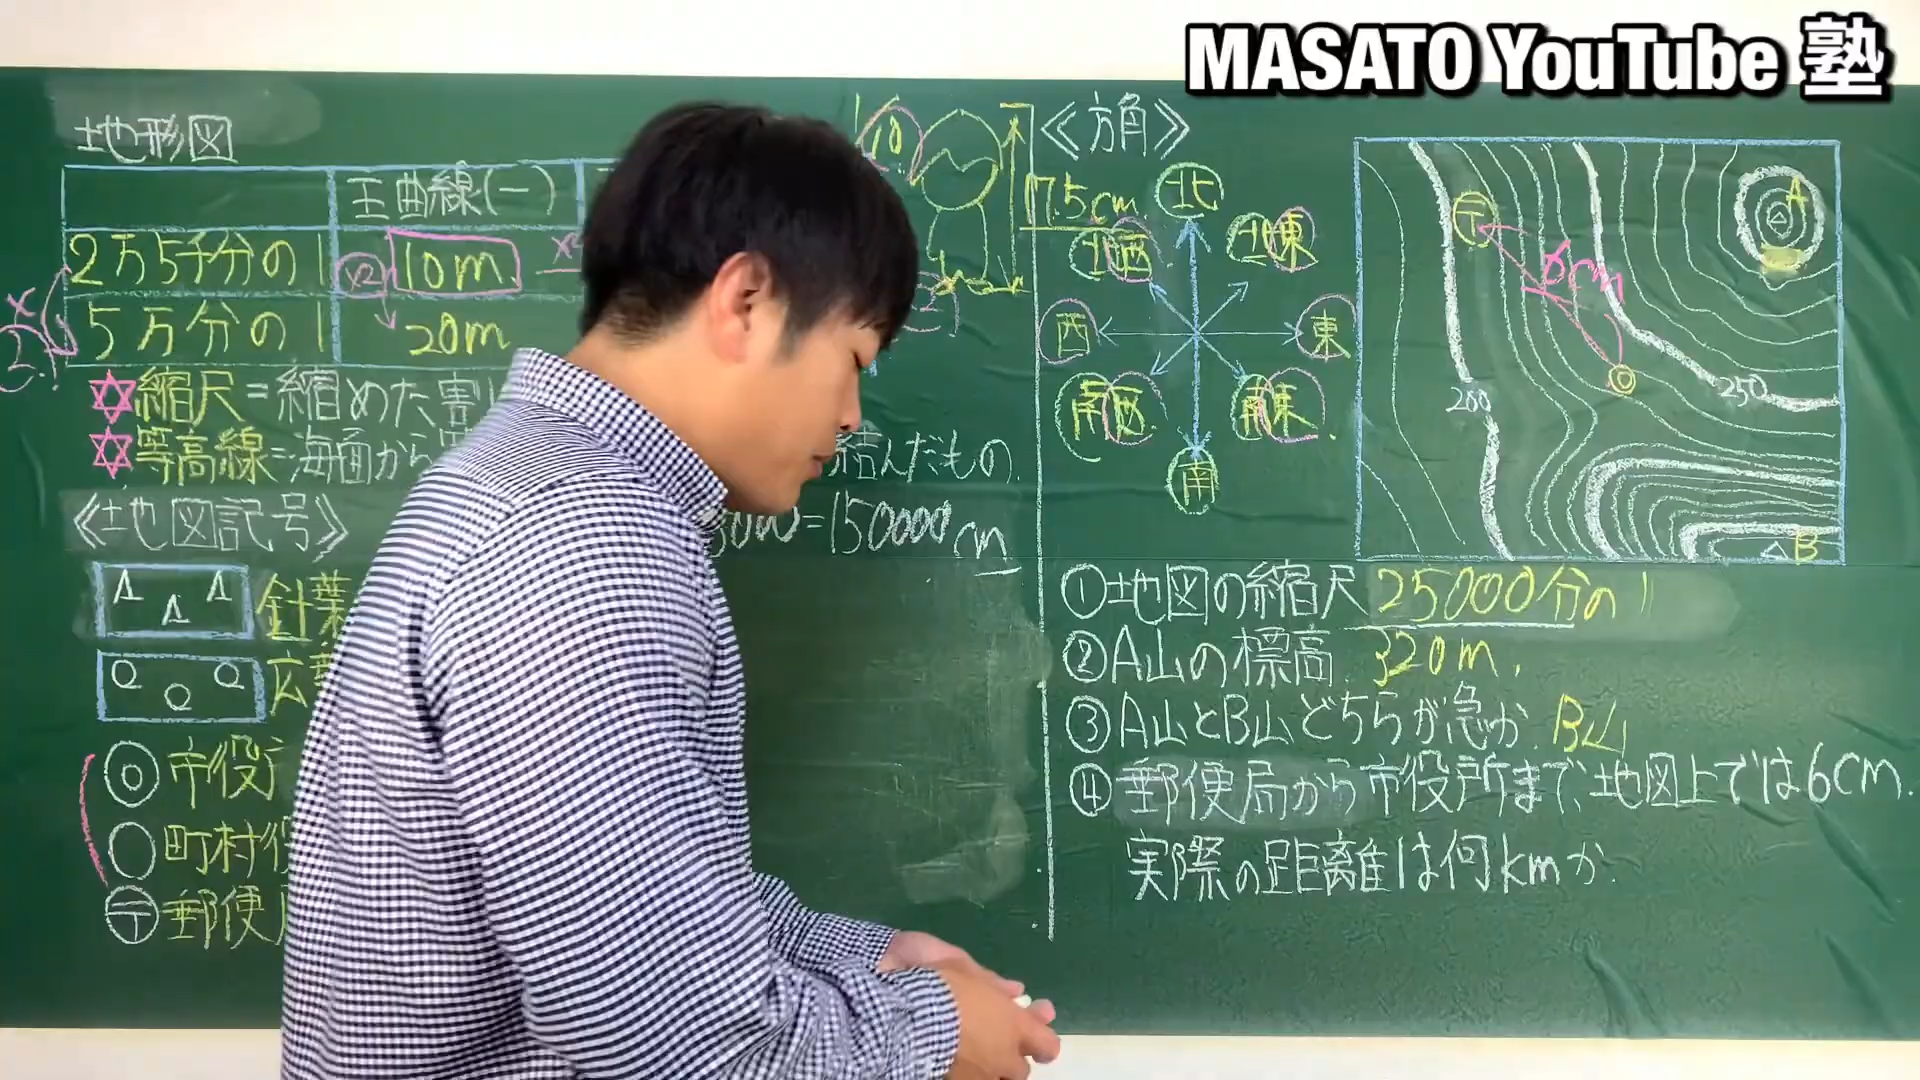 MASATO YouTube 塾
地形図
主曲線(一)
2万5千分の1
×2
10m
5万分の1
20m
縮尺=縮めた割
等高線=海面から
結んだもの.
《地図記号》
=150000cm
針葉
広葉
市役
町村役
郵便
1/10
17.5cm
《方角》
北
北西
北東
西
東
南西
南東
南
A
6cm
200
250
B
①地図の縮尺 25000分の1
②A山の標高 320m.
③A山とB山どちらが急か. B山
④郵便局から市役所まで、地図上では6cm.
実際の距離は何kmか.